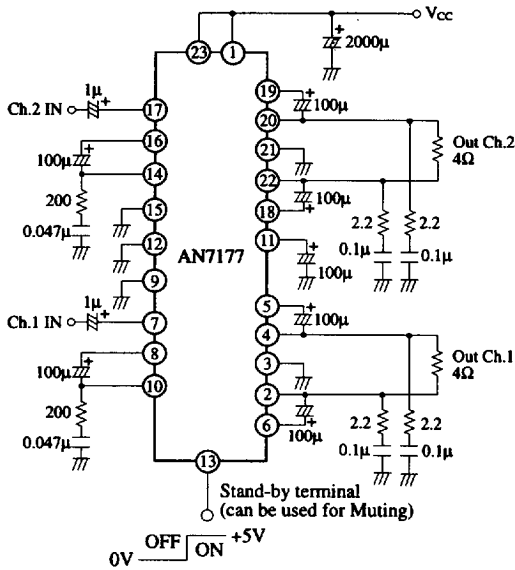 V_CC
23
1
2000μ
+
1μ
+
Ch.2 IN
17
19
+
100μ
20
16
+
100μ
21
Out Ch.2
4Ω
14
22
200
100μ
+
15
18
2.2
2.2
0.047μ
12
11
AN7177
0.1μ
0.1μ
+
100μ
9
1μ
+
Ch.1 IN
7
5
+
100μ
8
4
+
100μ
3
Out Ch.1
4Ω
10
2
200
6
+
100μ
2.2
2.2
0.047μ
0.1μ
0.1μ
13
Stand-by terminal
(can be used for Muting)
OFF
+5V
0V
ON